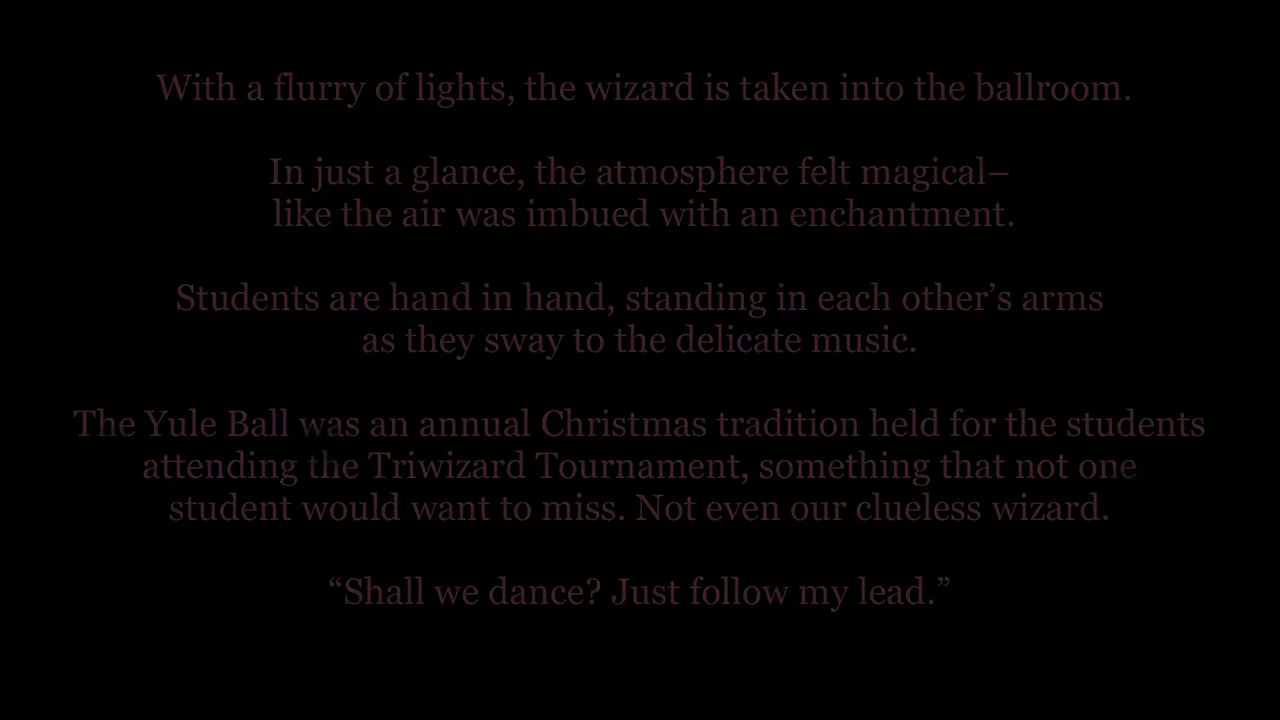 With a flurry of lights, the wizard is taken into the ballroom.
In just a glance, the atmosphere felt magical–
like the air was imbued with an enchantment.
Students are hand in hand, standing in each other’s arms
as they sway to the delicate music.
The Yule Ball was an annual Christmas tradition held for the students
attending the Triwizard Tournament, something that not one
student would want to miss. Not even our clueless wizard.
“Shall we dance? Just follow my lead.”